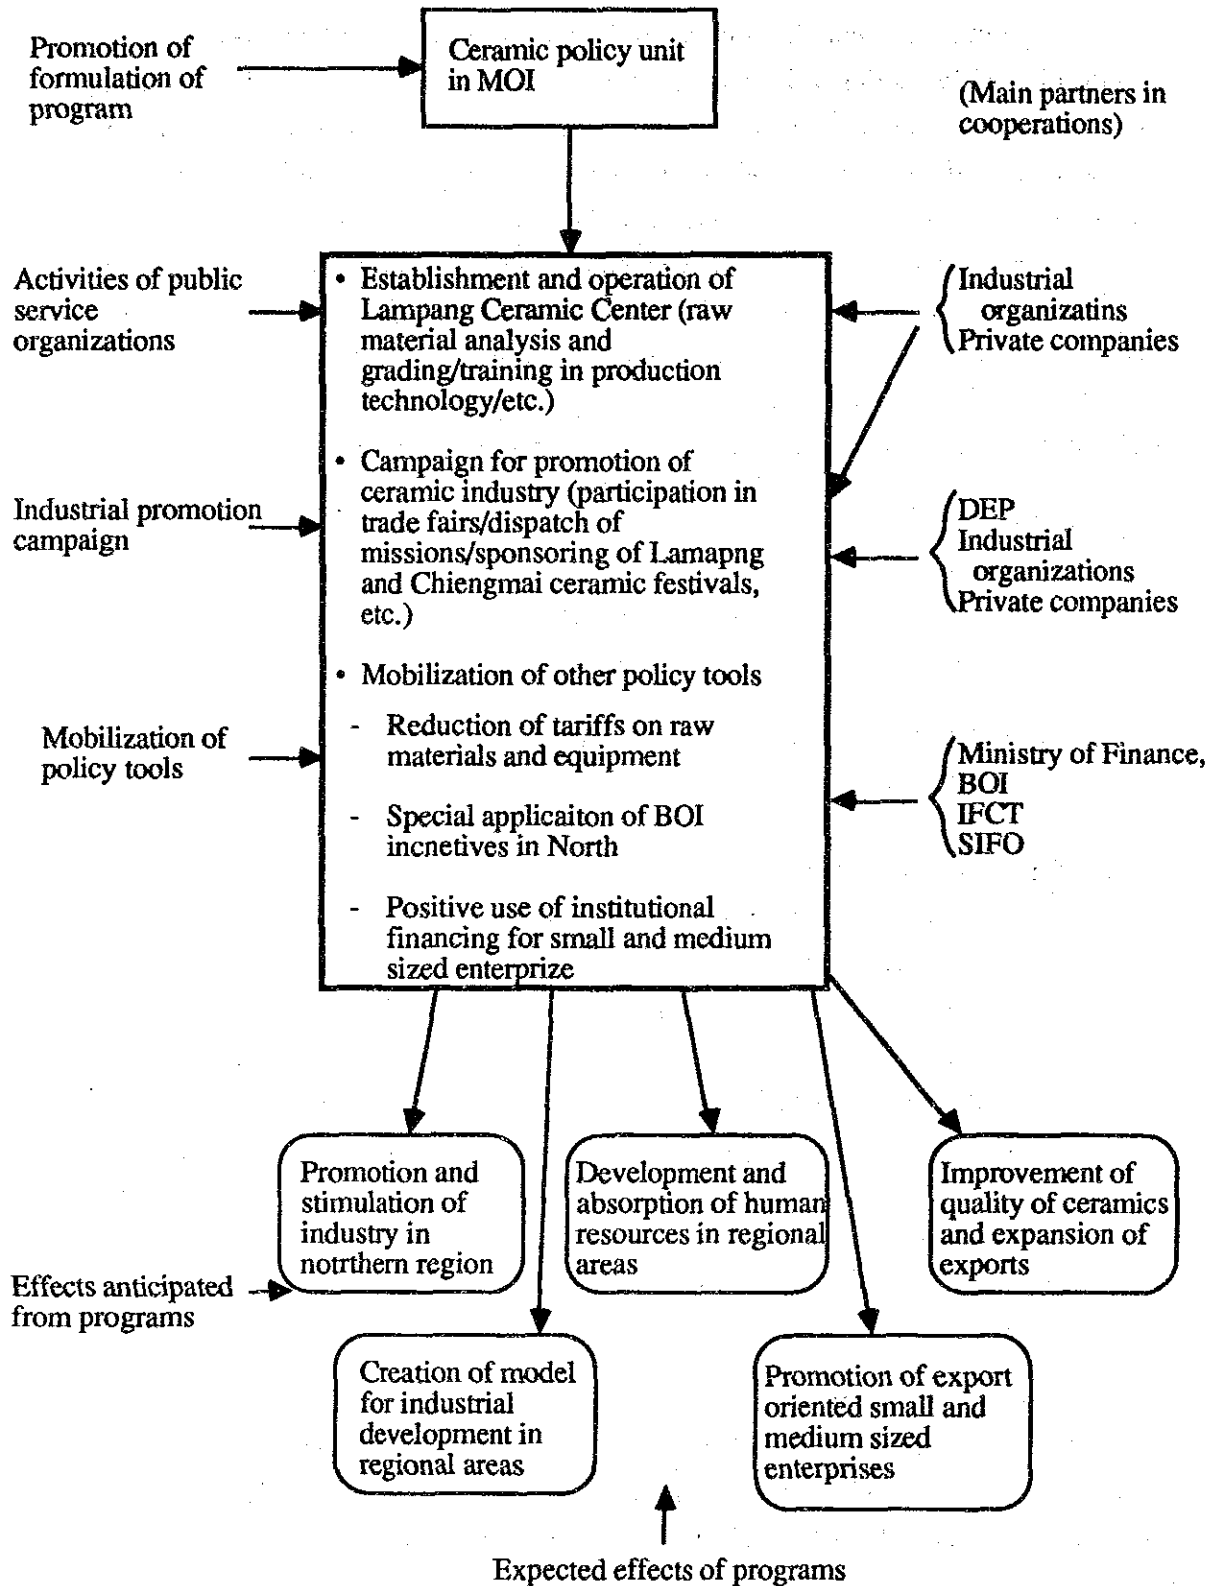 Promotion of
formulation of
program
Ceramic policy unit
in MOI
(Main partners in
cooperations)
Activities of public
service
organizations
• Establishment and operation of
Lampang Ceramic Center (raw
material analysis and
grading/training in production
technology/etc.)
Industrial
organizatins
Private companies
Industrial promotion
campaign
• Campaign for promotion of
ceramic industry (participation in
trade fairs/dispatch of
missions/sponsoring of Lamapng
and Chiengmai ceramic festivals,
etc.)
DEP
Industrial
organizations
Private companies
Mobilization of
policy tools
• Mobilization of other policy tools
- Reduction of tariffs on raw
materials and equipment
- Special applicaiton of BOI
incnetives in North
- Positive use of institutional
financing for small and medium
sized enterprize
Ministry of Finance,
BOI
IFCT
SIFO
Effects anticipated
from programs
Promotion and
stimulation of
industry in
notrthern region
Development and
absorption of human
resources in regional
areas
Improvement of
quality of ceramics
and expansion of
exports
Creation of model
for industrial
development in
regional areas
Promotion of export
oriented small and
medium sized
enterprises
Expected effects of programs